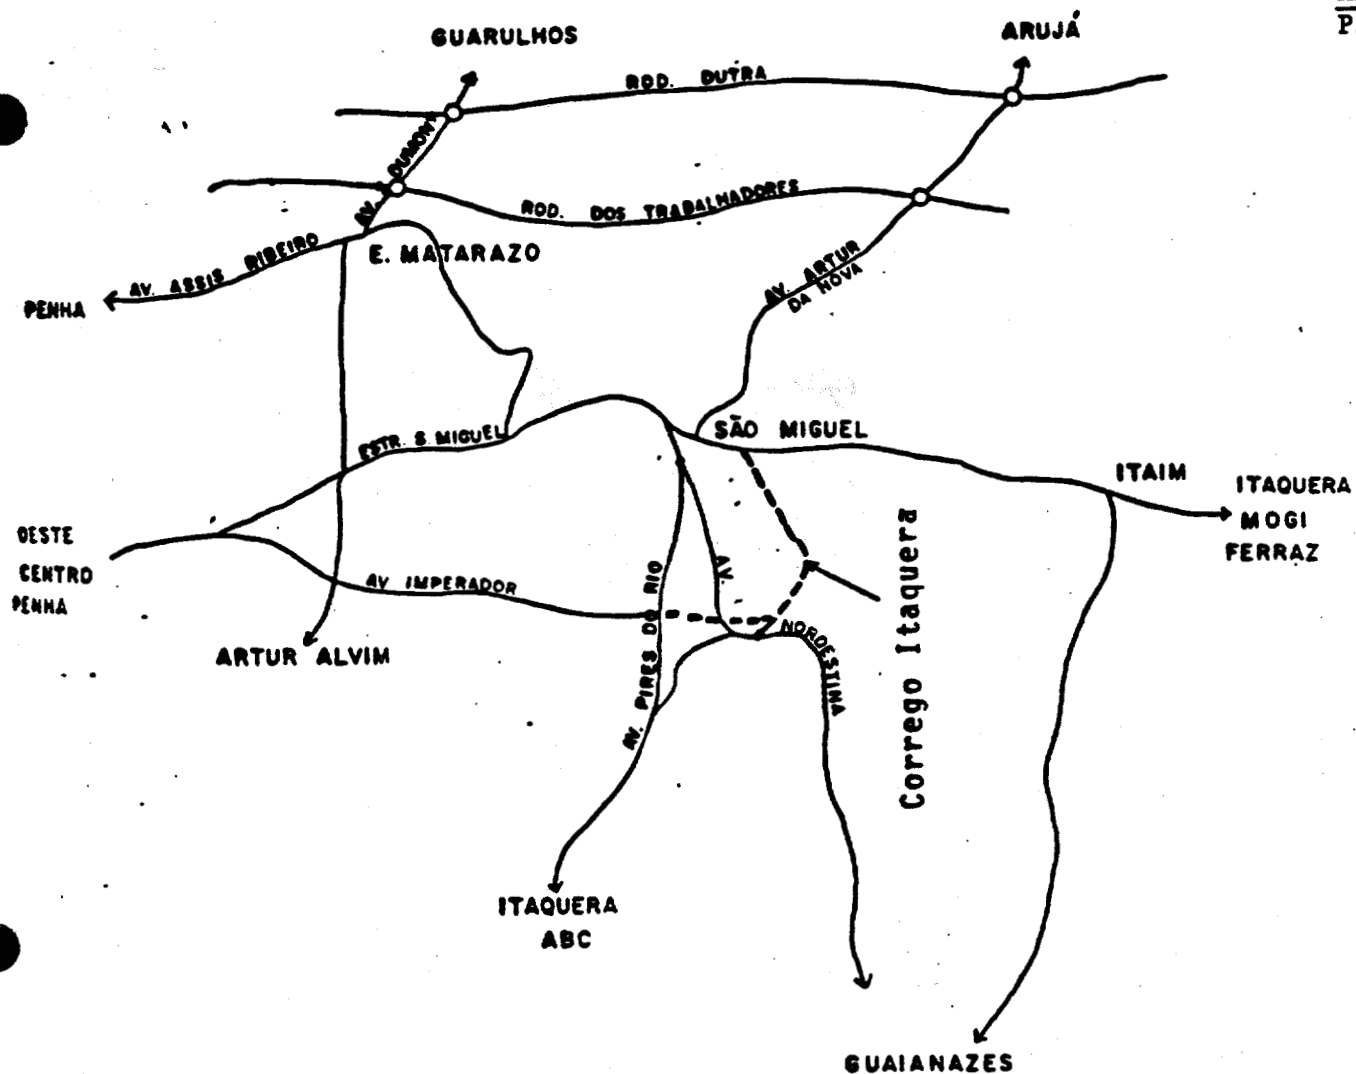 P
GUARULHOS
ARUJÁ
ROD. DUTRA
AV. DUMONT
ROD. DOS TRABALHADORES
AV. ASSIS RIBEIRO
E. MATARAZO
PENHA
AV. ARTUR
DA NOVA
ESTR. S. MIGUEL
SÃO MIGUEL
ITAIM
ITAQUERA
MOGI
FERRAZ
OESTE
CENTRO
PENHA
AV IMPERADOR
AV. PIRES DO RIO
AV. NORDESTINA
Corrego Itaquera
ARTUR ALVIM
ITAQUERA
ABC
GUAIANAZES